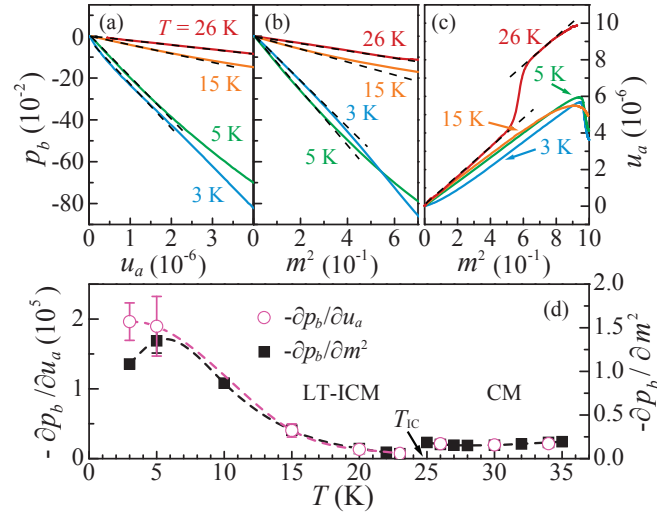 (a)
T = 26 K
15 K
5 K
3 K
(b)
26 K
15 K
3 K
5 K
(c)
26 K
5 K
15 K
3 K
p_b (10^-2)
0
-20
-40
-60
-80
0 2 4
u_a (10^-6)
0 2 4 6
m^2 (10^-1)
0 2 4 6 8 10
m^2 (10^-1)
10
8
6
4
2
0
u_a (10^-6)
(d)
-∂p_b/∂u_a
-∂p_b/∂m^2
LT-ICM
CM
T_IC
- ∂p_b/∂u_a (10^5)
2
1
0
2.0
1.5
1.0
0.5
0.0
-∂p_b/∂m^2
0 5 10 15 20 25 30 35
T (K)